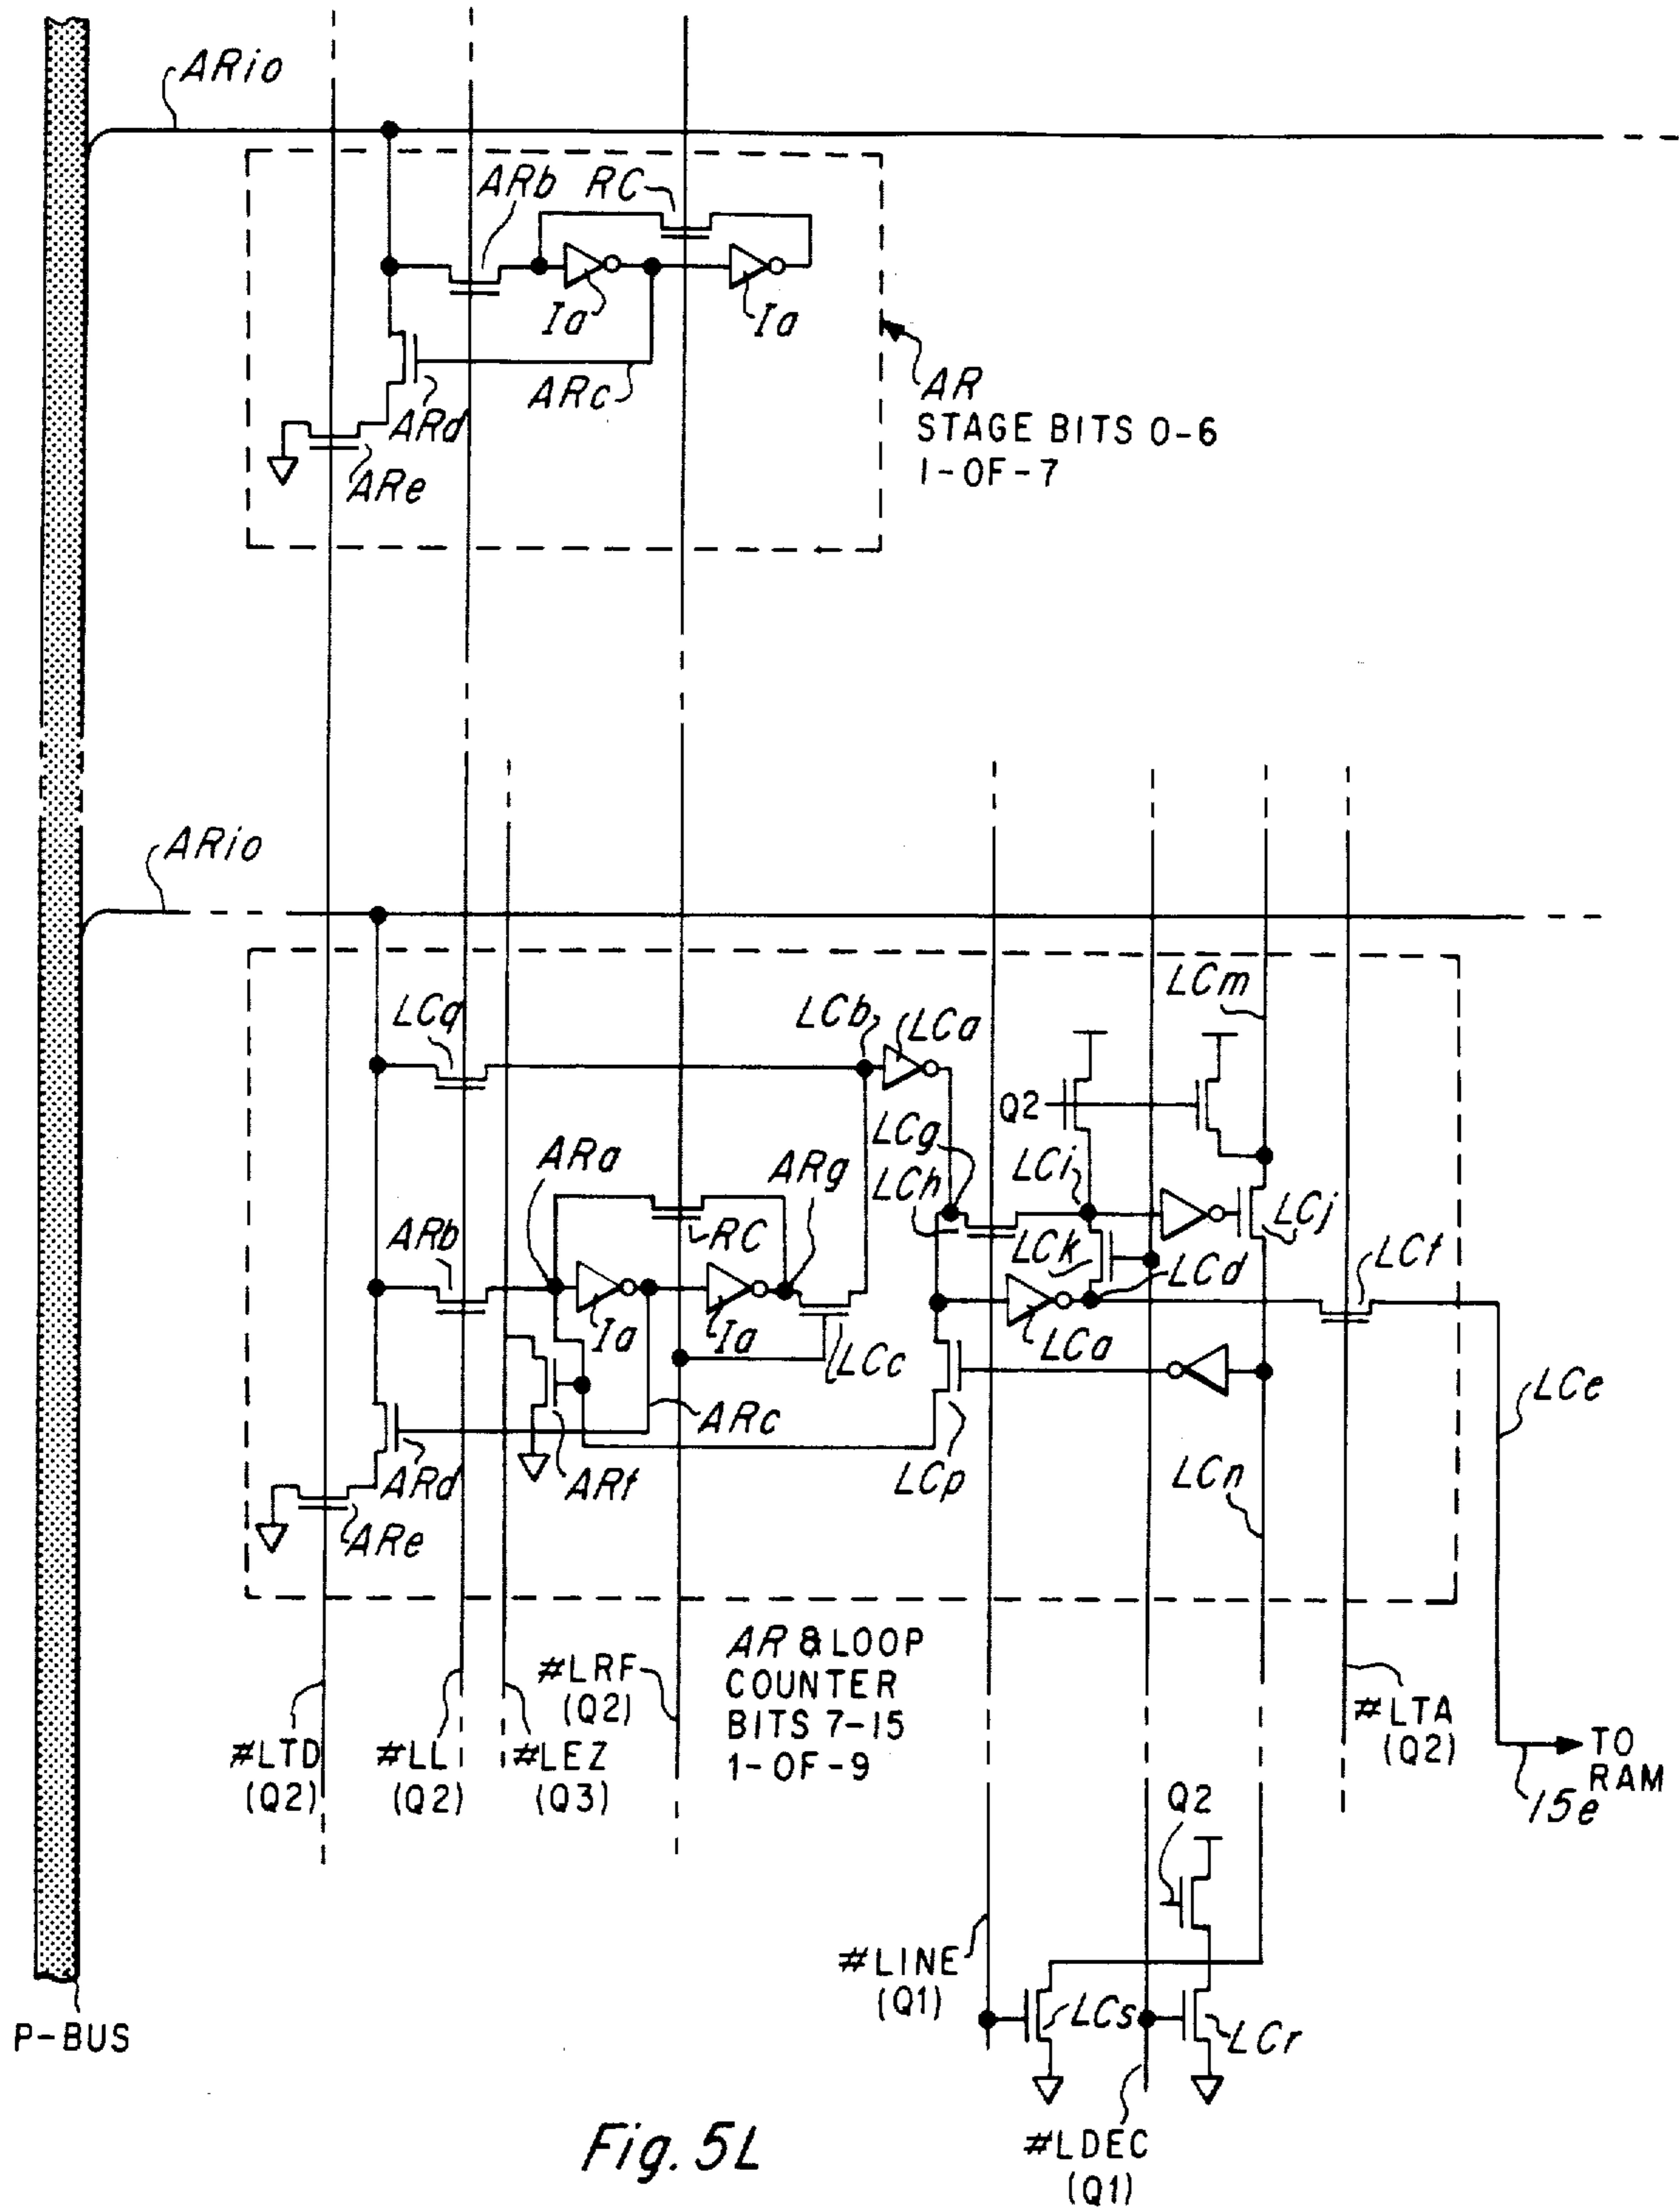 ARio
ARb RC
Ia Ia
ARc
ARd
ARe
AR
STAGE BITS 0-6
1-OF-7
ARio
LCq
LCb
LCa
LCm
Q2
LCg
ARa
ARg
LCh
LCi
LCj
ARb
RC
LCk
LCd
LCf
Ia
Ia
LCc
LCa
LCe
ARc
ARd
ARf
LCp
LCn
ARe
#LTD
(Q2)
#LL
(Q2)
#LEZ
(Q3)
#LRF
(Q2)
AR & LOOP
COUNTER
BITS 7-15
1-OF-9
#LTA
(Q2)
TO
RAM
15e
Q2
#LINE
(Q1)
LCs
LCr
P-BUS
#LDEC
(Q1)
Fig. 5L